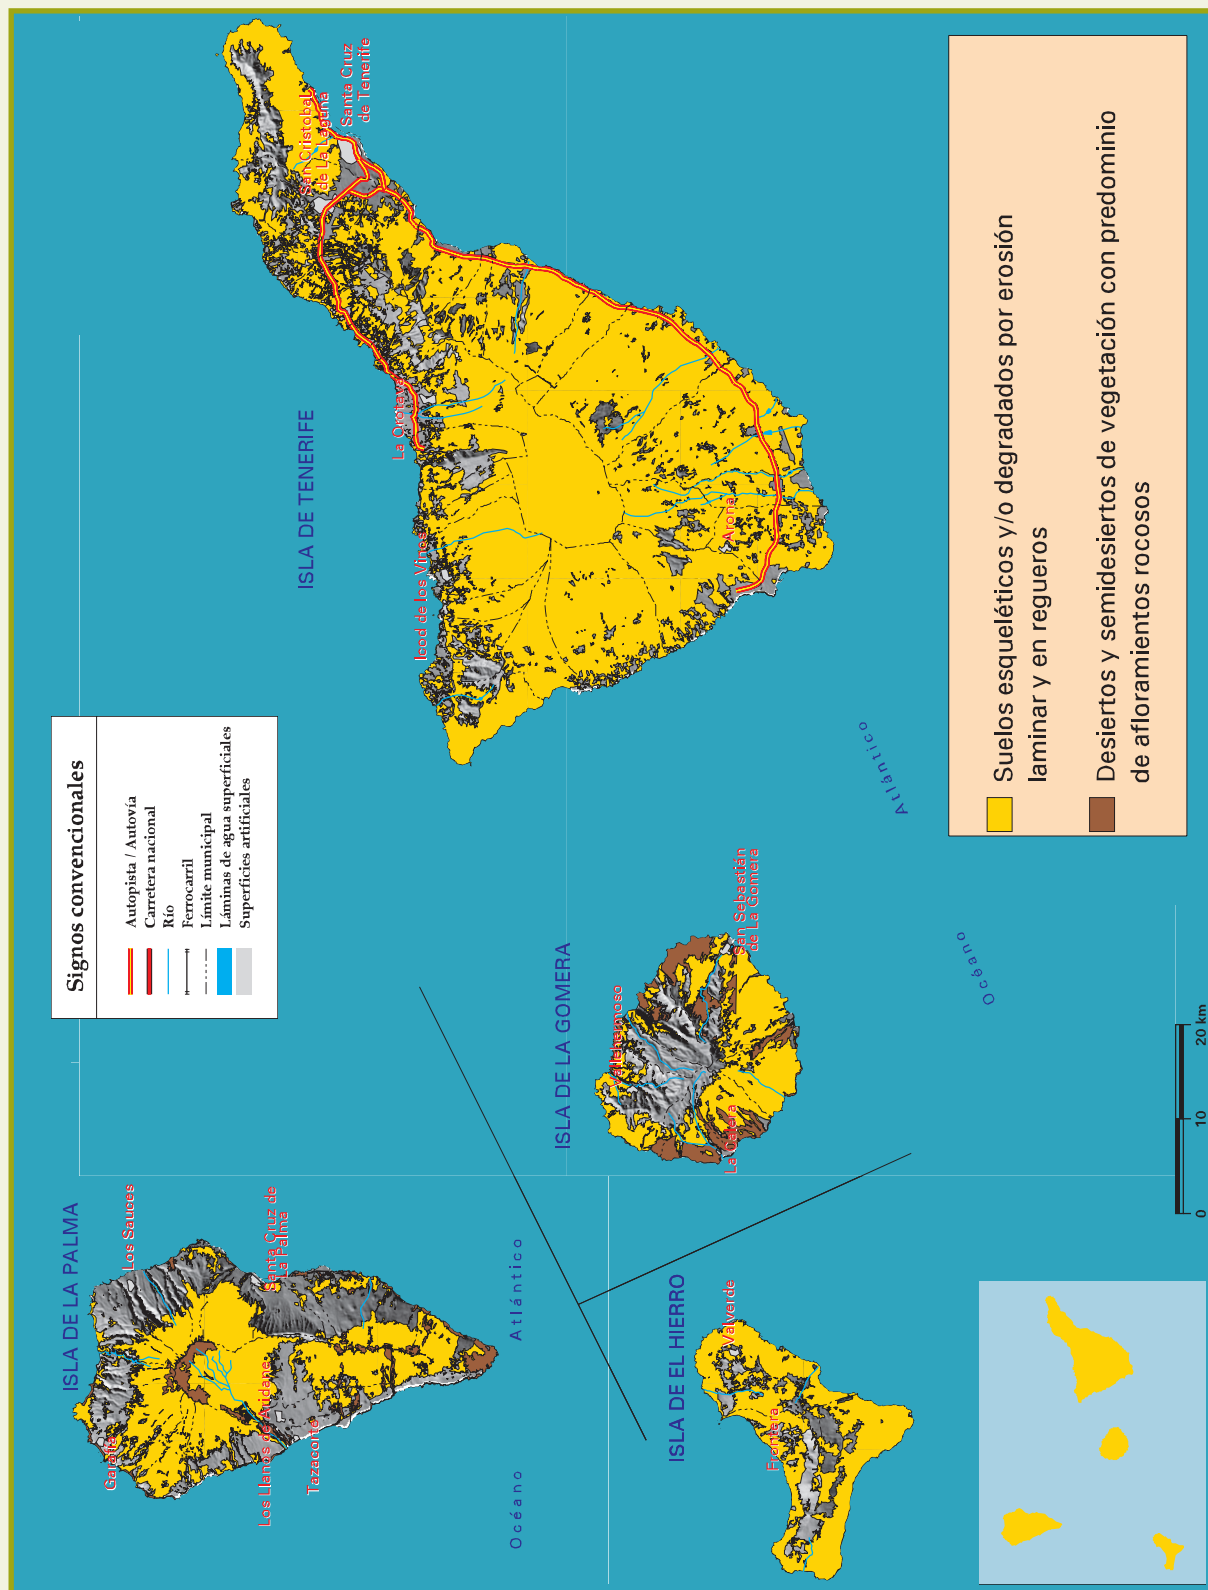 ISLA DE LA PALMA
Los Sauces
Garafía
Santa Cruz de
La Palma
Los Llanos de Aridane
Tazacorte
Océano
Atlántico
Signos convencionales
Autopista / Autovía
Carretera nacional
Río
Ferrocarril
Límite municipal
Láminas de agua superficiales
Superficies artificiales
ISLA DE TENERIFE
San Cristobal
de La Laguna
Santa Cruz
de Tenerife
La Orotava
Icod de los Vinos
Arona
ISLA DE LA GOMERA
Vallehermoso
San Sebastián
de La Gomera
La Calera
ISLA DE EL HIERRO
Valverde
Frontera
Océano
Atlántico
0 10 20 km
Suelos esqueléticos y/o degradados por erosión
laminar y en regueros
Desiertos y semidesiertos de vegetación con predominio
de afloramientos rocosos